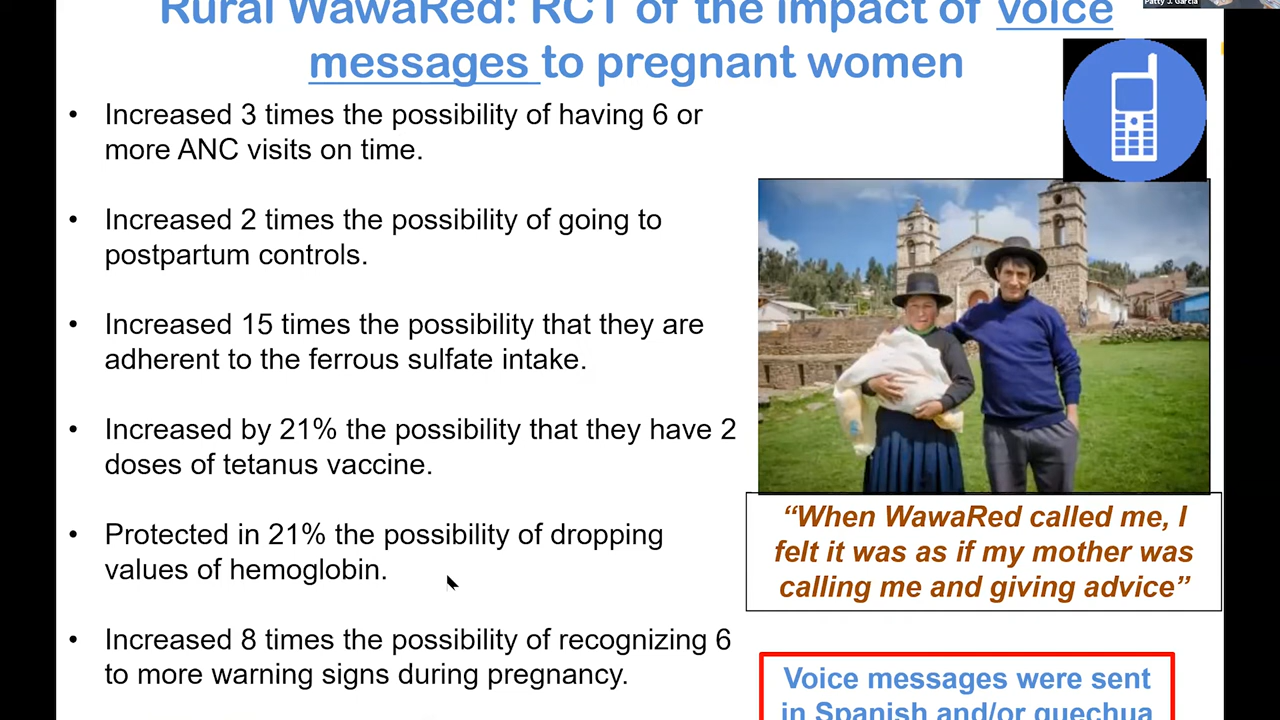 Patty J. Garcia
Rural WawaRed: RCT of the impact of voice
messages to pregnant women
• Increased 3 times the possibility of having 6 or
more ANC visits on time.
• Increased 2 times the possibility of going to
postpartum controls.
• Increased 15 times the possibility that they are
adherent to the ferrous sulfate intake.
• Increased by 21% the possibility that they have 2
doses of tetanus vaccine.
• Protected in 21% the possibility of dropping
values of hemoglobin.
• Increased 8 times the possibility of recognizing 6
to more warning signs during pregnancy.
“When WawaRed called me, I
felt it was as if my mother was
calling me and giving advice”
Voice messages were sent
in Spanish and/or quechua